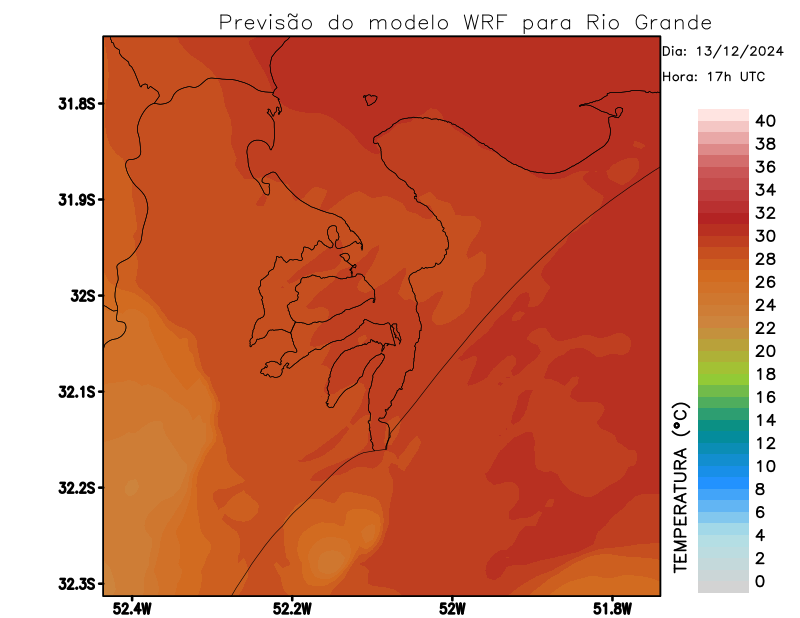 Previsão do modelo WRF para Rio Grande
Dia: 13/12/2024
Hora: 17h UTC
31.8S
31.9S
32S
32.1S
32.2S
32.3S
52.4W
52.2W
52W
51.8W
TEMPERATURA (°C)
40
38
36
34
32
30
28
26
24
22
20
18
16
14
12
10
8
6
4
2
0